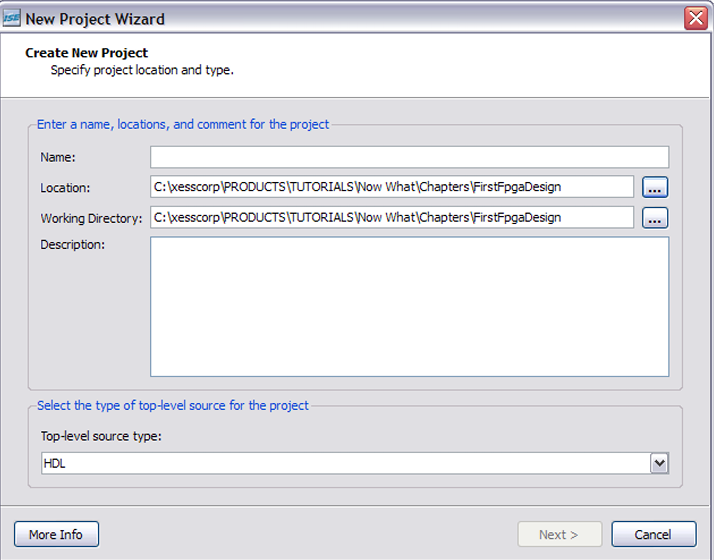 ISE New Project Wizard
Create New Project
Specify project location and type.
Enter a name, locations, and comment for the project
Name:
Location: C:\xesscorp\PRODUCTS\TUTORIALS\Now What\Chapters\FirstFpgaDesign ...
Working Directory: C:\xesscorp\PRODUCTS\TUTORIALS\Now What\Chapters\FirstFpgaDesign ...
Description:
Select the type of top-level source for the project
Top-level source type:
HDL
More Info Next > Cancel